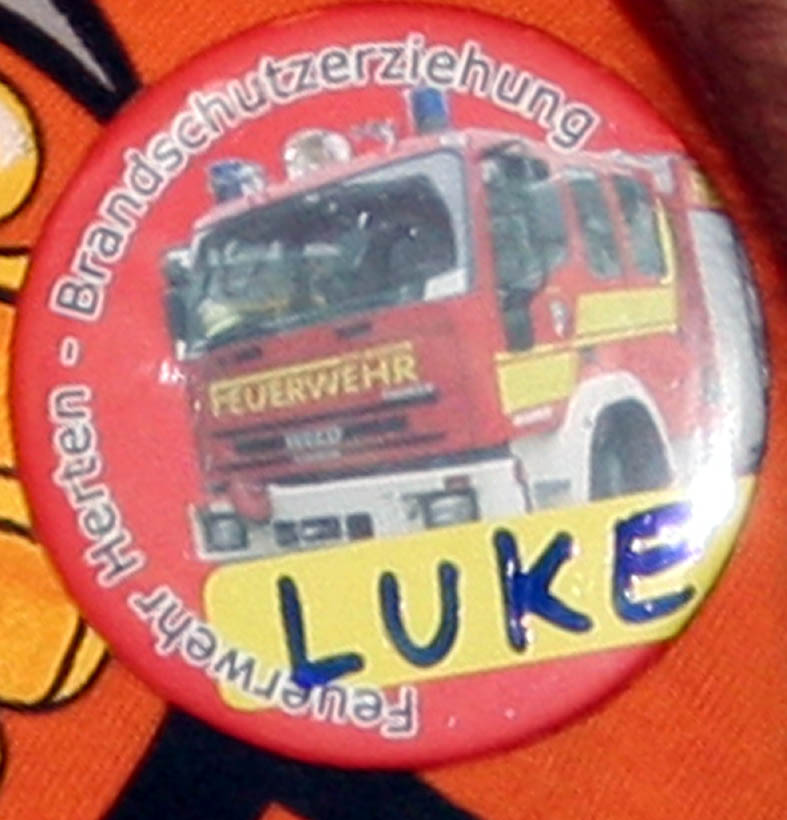 Feuerwehr Herten - Brandschutzerziehung
FEUERWEHR
IVECO
LUKE